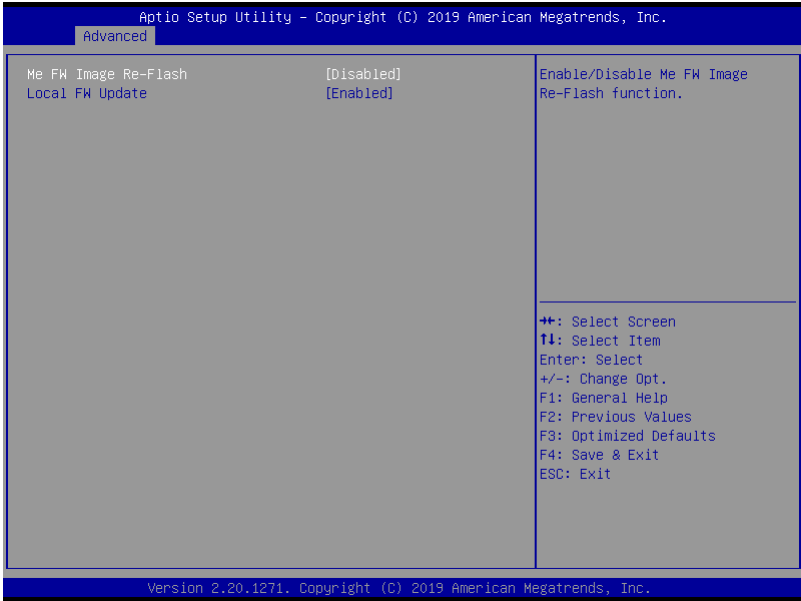 Aptio Setup Utility – Copyright (C) 2019 American Megatrends, Inc.
Advanced
Me FW Image Re-Flash [Disabled]
Local FW Update [Enabled]
Enable/Disable Me FW Image
Re-Flash function.
→←: Select Screen
↑↓: Select Item
Enter: Select
+/-: Change Opt.
F1: General Help
F2: Previous Values
F3: Optimized Defaults
F4: Save & Exit
ESC: Exit
Version 2.20.1271. Copyright (C) 2019 American Megatrends, Inc.